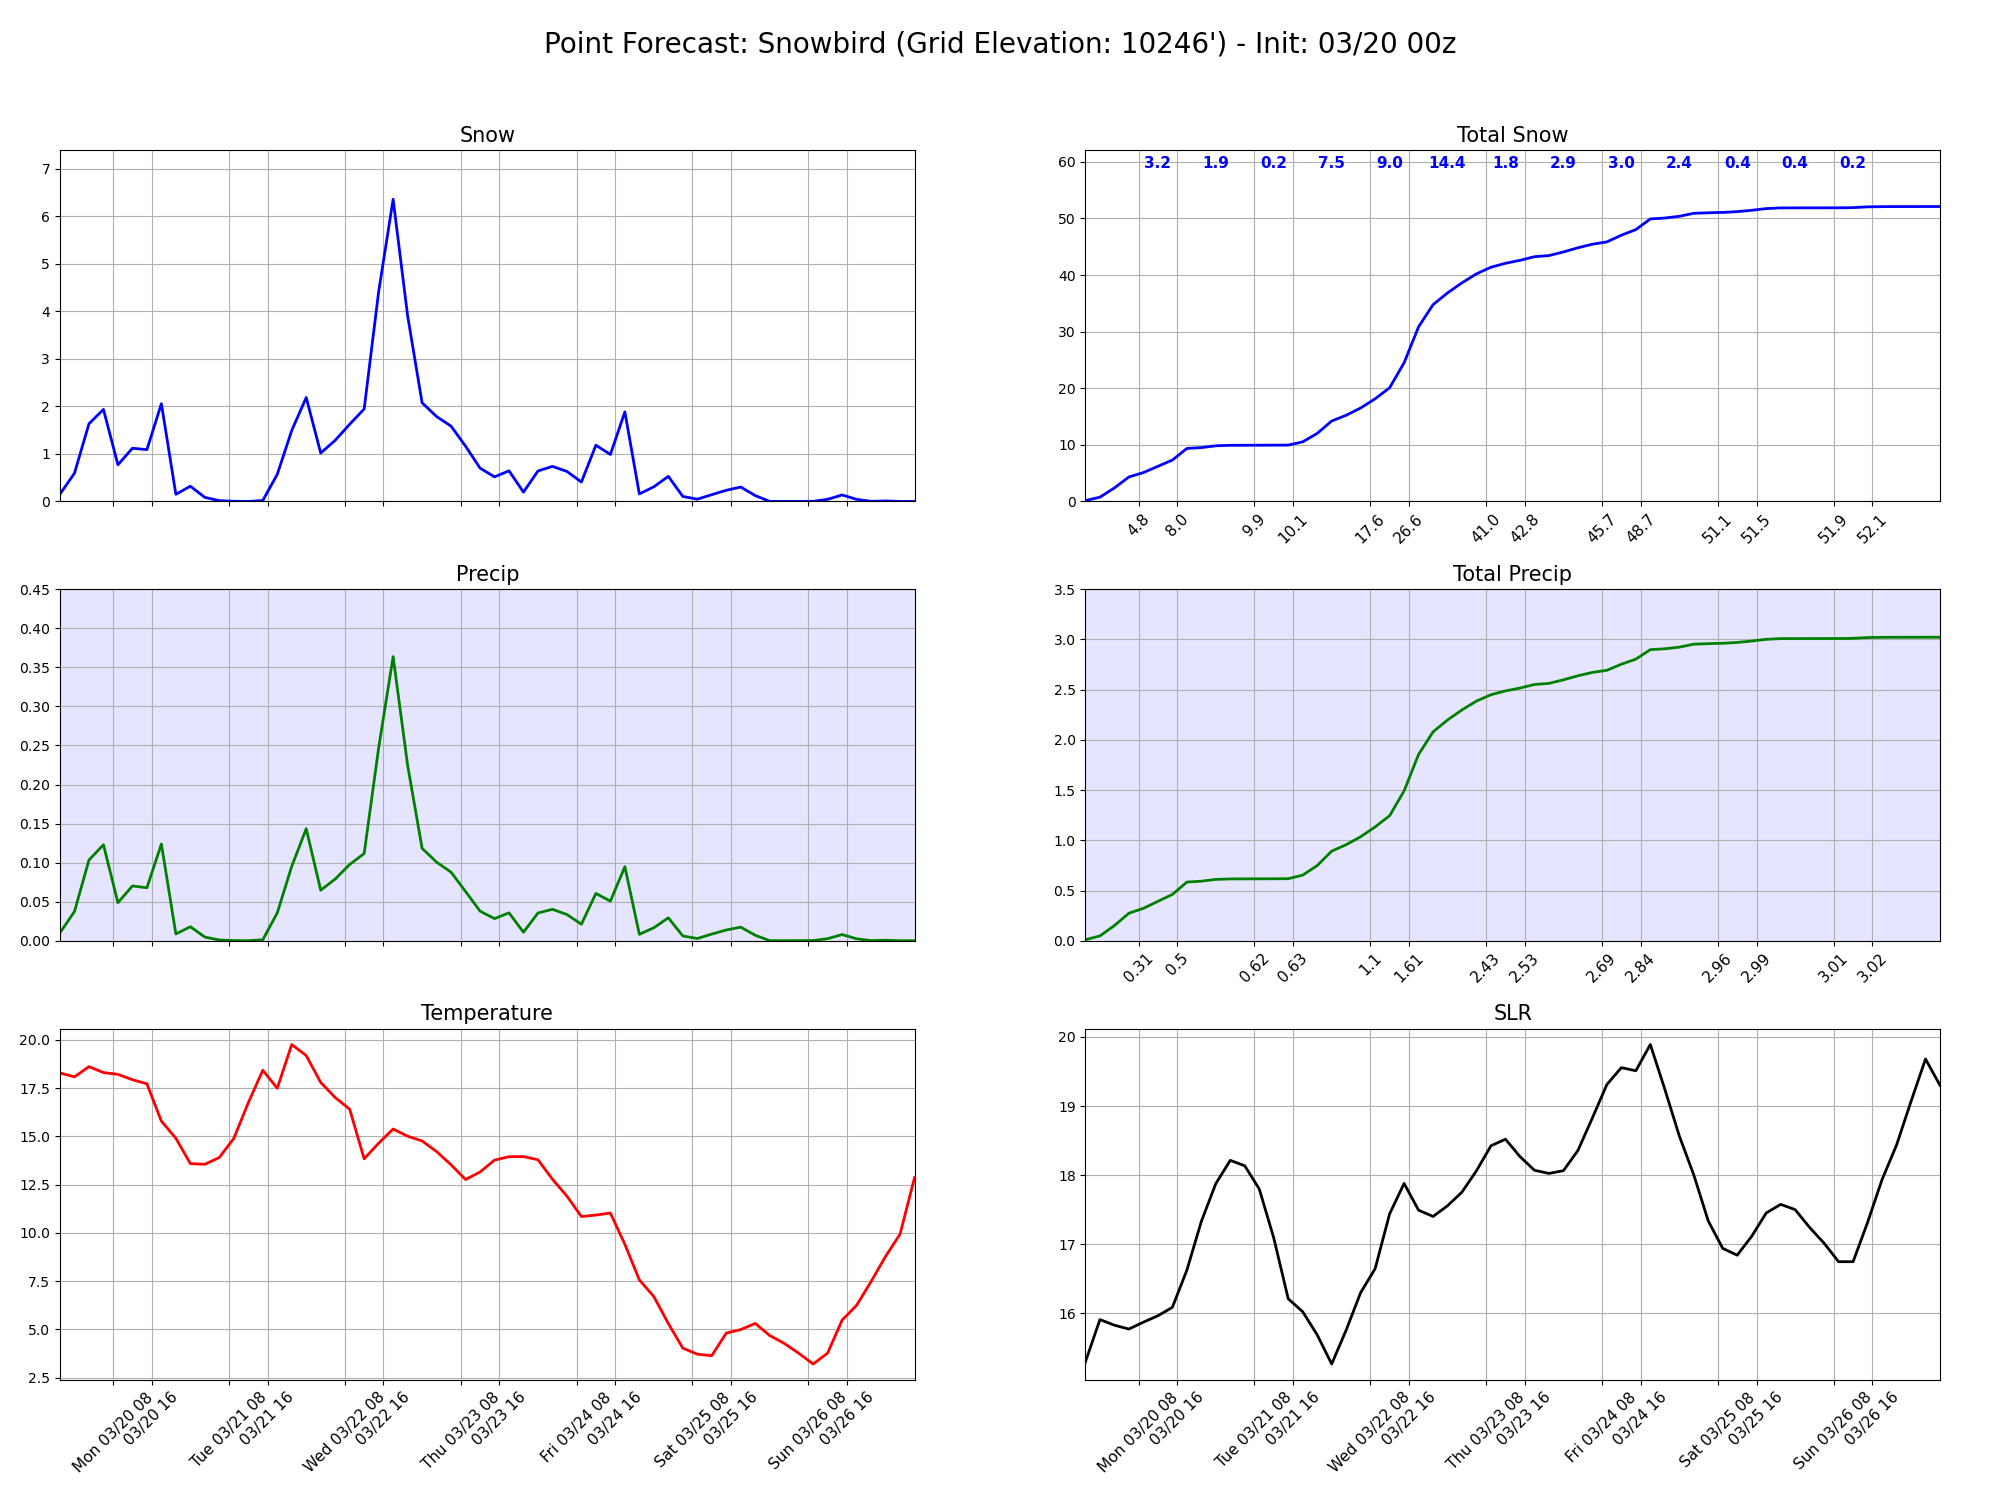 Point Forecast: Snowbird (Grid Elevation: 10246') - Init: 03/20 00z
Snow
7
6
5
4
3
2
1
0
Total Snow
60
50
40
30
20
10
0
3.2 1.9 0.2 7.5 9.0 14.4 1.8 2.9 3.0 2.4 0.4 0.4 0.2
4.8 8.0 9.9 10.1 17.6 26.6 41.0 42.8 45.7 48.7 51.1 51.5 51.9 52.1
Precip
0.45
0.40
0.35
0.30
0.25
0.20
0.15
0.10
0.05
0.00
Total Precip
3.5
3.0
2.5
2.0
1.5
1.0
0.5
0.0
0.31 0.5 0.62 0.63 1.1 1.61 2.43 2.53 2.69 2.84 2.96 2.99 3.01 3.02
Temperature
20.0
17.5
15.0
12.5
10.0
7.5
5.0
2.5
Mon 03/20 08
03/20 16
Tue 03/21 08
03/21 16
Wed 03/22 08
03/22 16
Thu 03/23 08
03/23 16
Fri 03/24 08
03/24 16
Sat 03/25 08
03/25 16
Sun 03/26 08
03/26 16
SLR
20
19
18
17
16
Mon 03/20 08
03/20 16
Tue 03/21 08
03/21 16
Wed 03/22 08
03/22 16
Thu 03/23 08
03/23 16
Fri 03/24 08
03/24 16
Sat 03/25 08
03/25 16
Sun 03/26 08
03/26 16